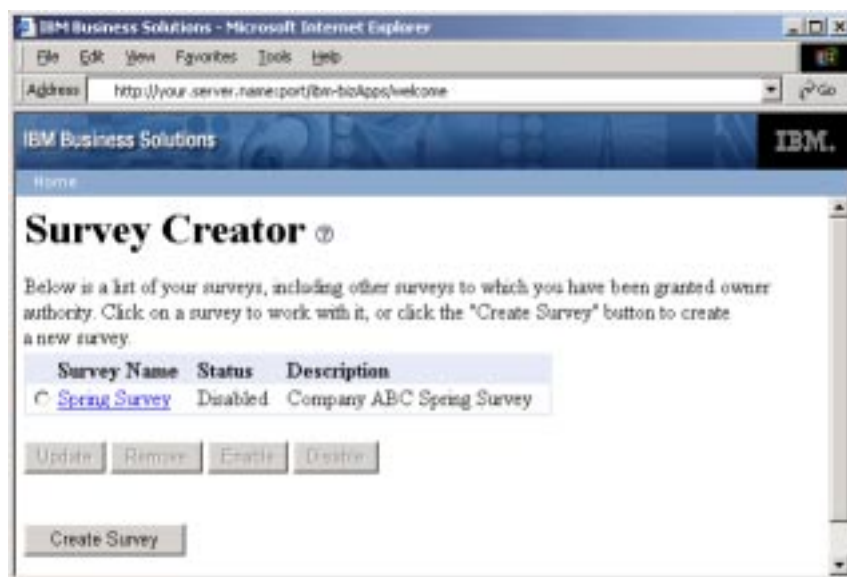 IBM Business Solutions - Microsoft Internet Explorer
File Edit View Favorites Tools Help
Address http://your.server.name:port/ibm-bizApps/welcome Go
IBM Business Solutions IBM.
Home
Survey Creator ?
Below is a list of your surveys, including other surveys to which you have been granted owner
authority. Click on a survey to work with it, or click the "Create Survey" button to create
a new survey.
Survey Name Status Description
Spring Survey Disabled Company ABC Spring Survey
Update Remove Enable Disable
Create Survey